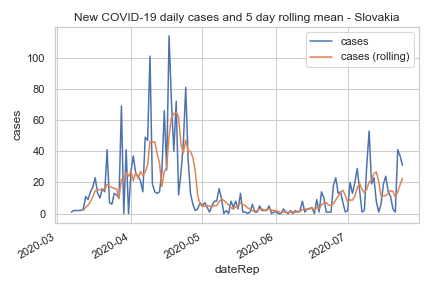 New COVID-19 daily cases and 5 day rolling mean - Slovakia
cases
cases (rolling)
100
80
60
40
20
0
cases
2020-03
2020-04
2020-05
2020-06
2020-07
dateRep